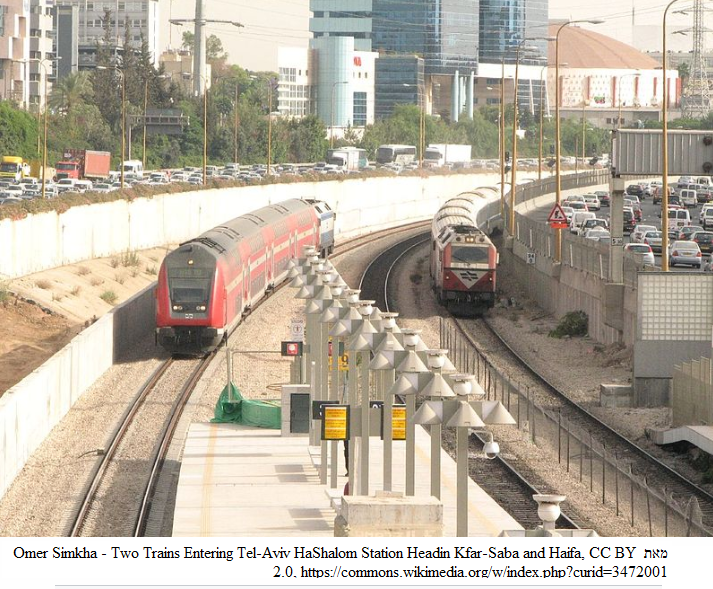 Omer Simkha - Two Trains Entering Tel-Aviv HaShalom Station Headin Kfar-Saba and Haifa, CC BY מאת
2.0, https://commons.wikimedia.org/w/index.php?curid=3472001